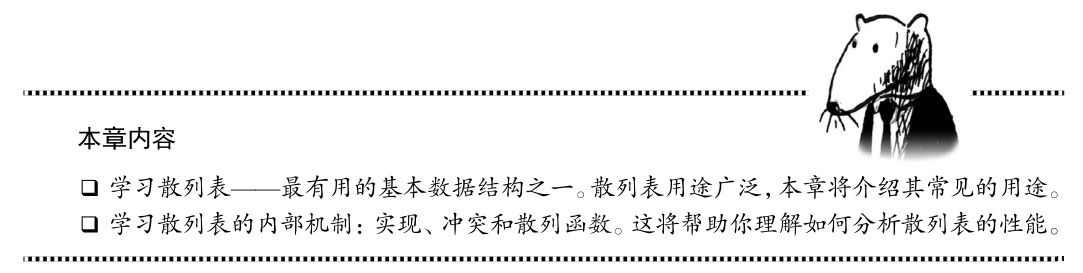 本章内容
❑ 学习散列表——最有用的基本数据结构之一。散列表用途广泛，本章将介绍其常见的用途。
❑ 学习散列表的内部机制：实现、冲突和散列函数。这将帮助你理解如何分析散列表的性能。